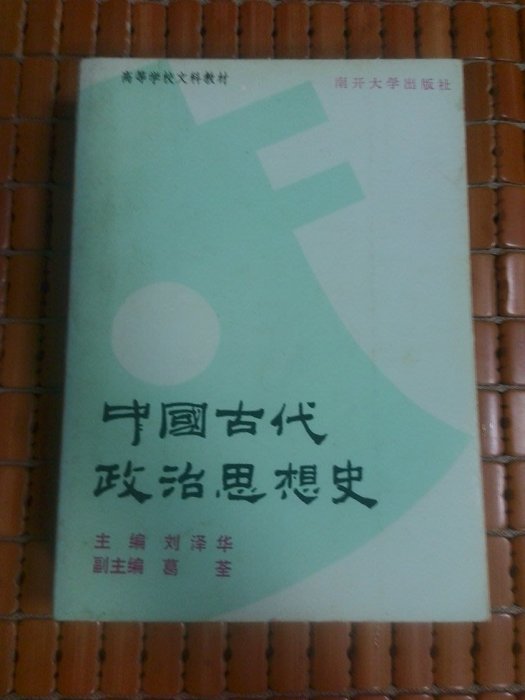 高等学校文科教材
南开大学出版社
中國古代
政治思想史
主编 刘泽华
副主编 葛荃